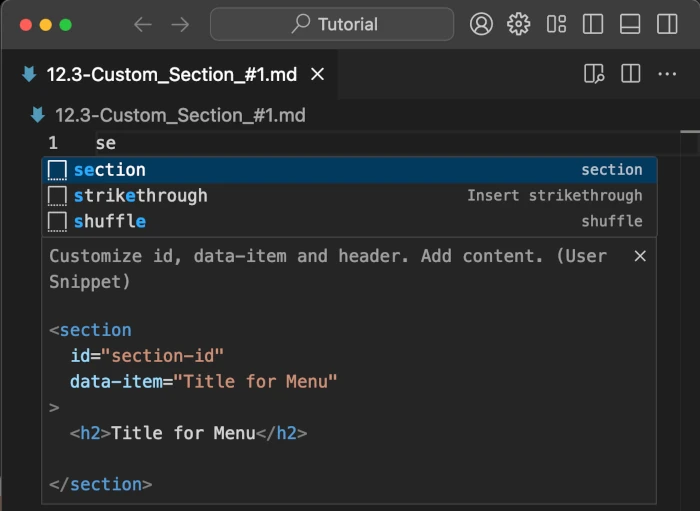 Tutorial
12.3-Custom_Section_#1.md
12.3-Custom_Section_#1.md
1 se
section section
strikethrough Insert strikethrough
shuffle shuffle
Customize id, data-item and header. Add content. (User
Snippet)
<section
id="section-id"
data-item="Title for Menu"
>
<h2>Title for Menu</h2>
</section>